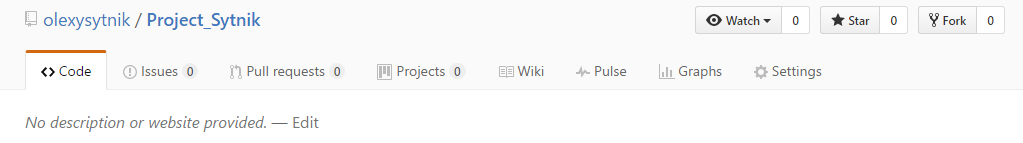 olexysytnik / Project_Sytnik Watch 0 Star 0 Fork 0
Code Issues 0 Pull requests 0 Projects 0 Wiki Pulse Graphs Settings
No description or website provided. — Edit